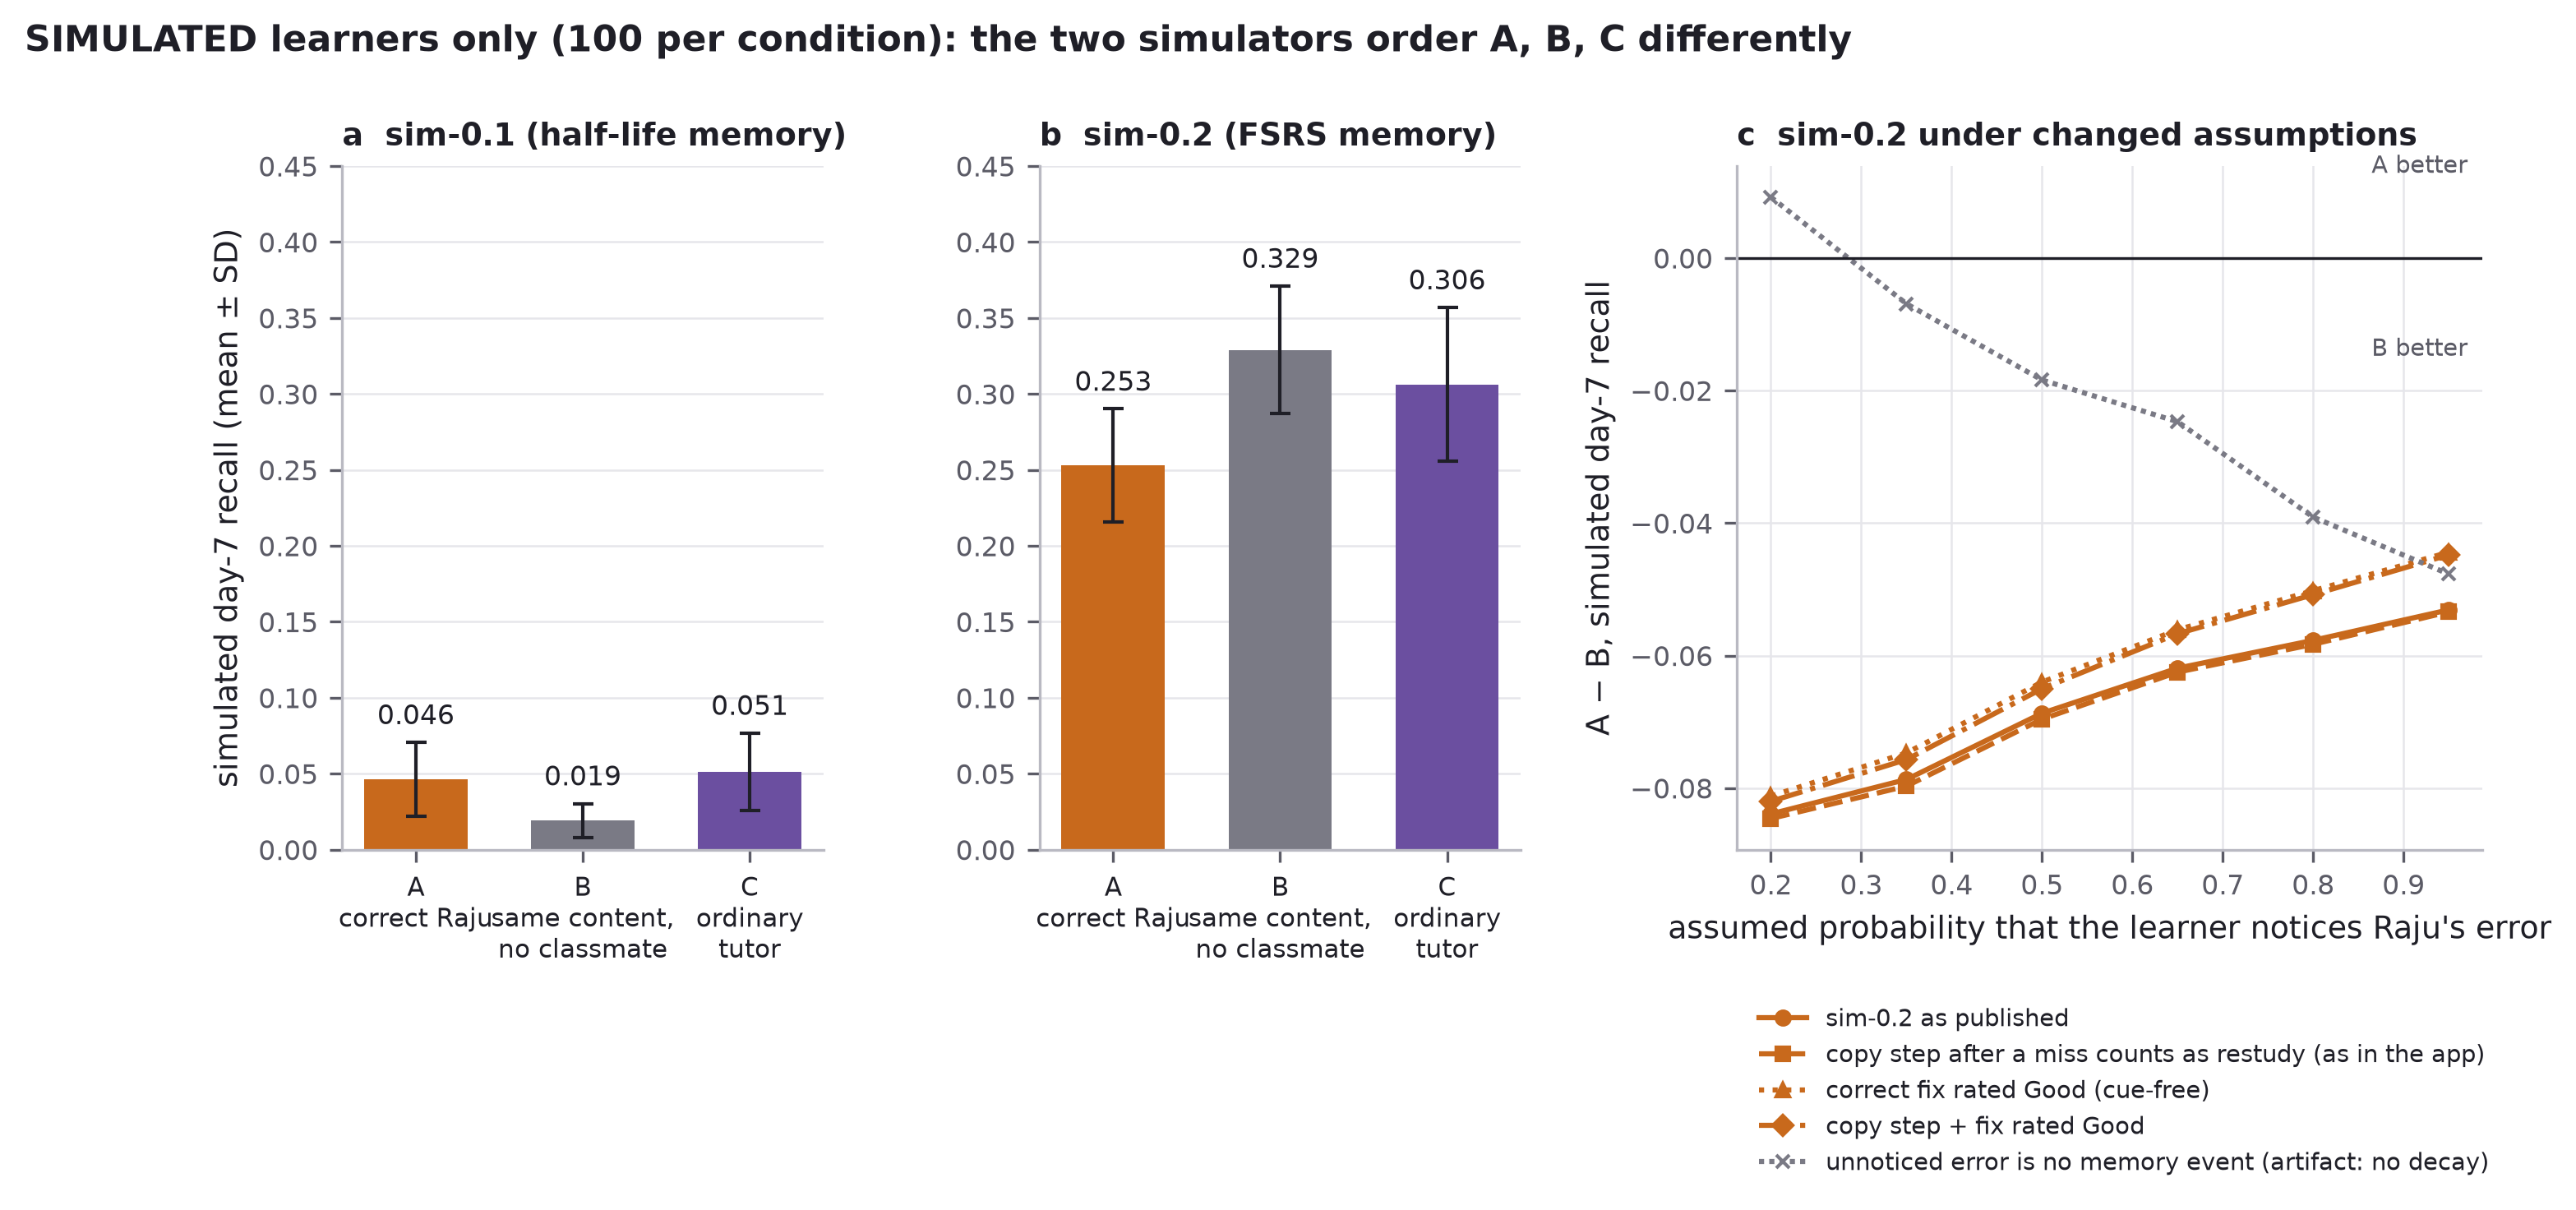 SIMULATED learners only (100 per condition): the two simulators order A, B, C differently
a sim-0.1 (half-life memory)
simulated day-7 recall (mean ± SD)
0.45
0.40
0.35
0.30
0.25
0.20
0.15
0.10
0.05
0.00
0.046
0.019
0.051
A
correct Raju
B
same content,
no classmate
C
ordinary
tutor
b sim-0.2 (FSRS memory)
0.45
0.40
0.35
0.30
0.25
0.20
0.15
0.10
0.05
0.00
0.253
0.329
0.306
A
correct Raju
B
same content,
no classmate
C
ordinary
tutor
c sim-0.2 under changed assumptions
A − B, simulated day-7 recall
A better
B better
0.00
−0.02
−0.04
−0.06
−0.08
0.2 0.3 0.4 0.5 0.6 0.7 0.8 0.9
assumed probability that the learner notices Raju's error
sim-0.2 as published
copy step after a miss counts as restudy (as in the app)
correct fix rated Good (cue-free)
copy step + fix rated Good
unnoticed error is no memory event (artifact: no decay)